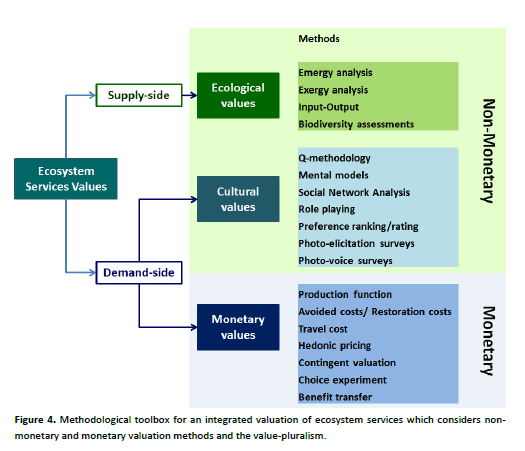 Methods
Supply-side
Ecological
values
Emergy analysis
Exergy analysis
Input-Output
Biodiversity assessments
Non-Monetary
Ecosystem
Services Values
Cultural
values
Q-methodology
Mental models
Social Network Analysis
Role playing
Preference ranking/rating
Photo-elicitation surveys
Photo-voice surveys
Demand-side
Monetary
values
Production function
Avoided costs/ Restoration costs
Travel cost
Hedonic pricing
Contingent valuation
Choice experiment
Benefit transfer
Monetary
Figure 4. Methodological toolbox for an integrated valuation of ecosystem services which considers non-
monetary and monetary valuation methods and the value-pluralism.